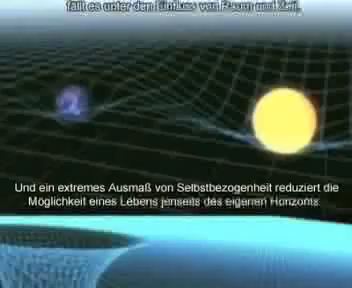 fällt es unter den Einfluss von Raum und Zeit.
Und ein extremes Ausmaß von Selbstbezogenheit reduziert die
Möglichkeit eines Lebens jenseits des eigenen Horizonts.